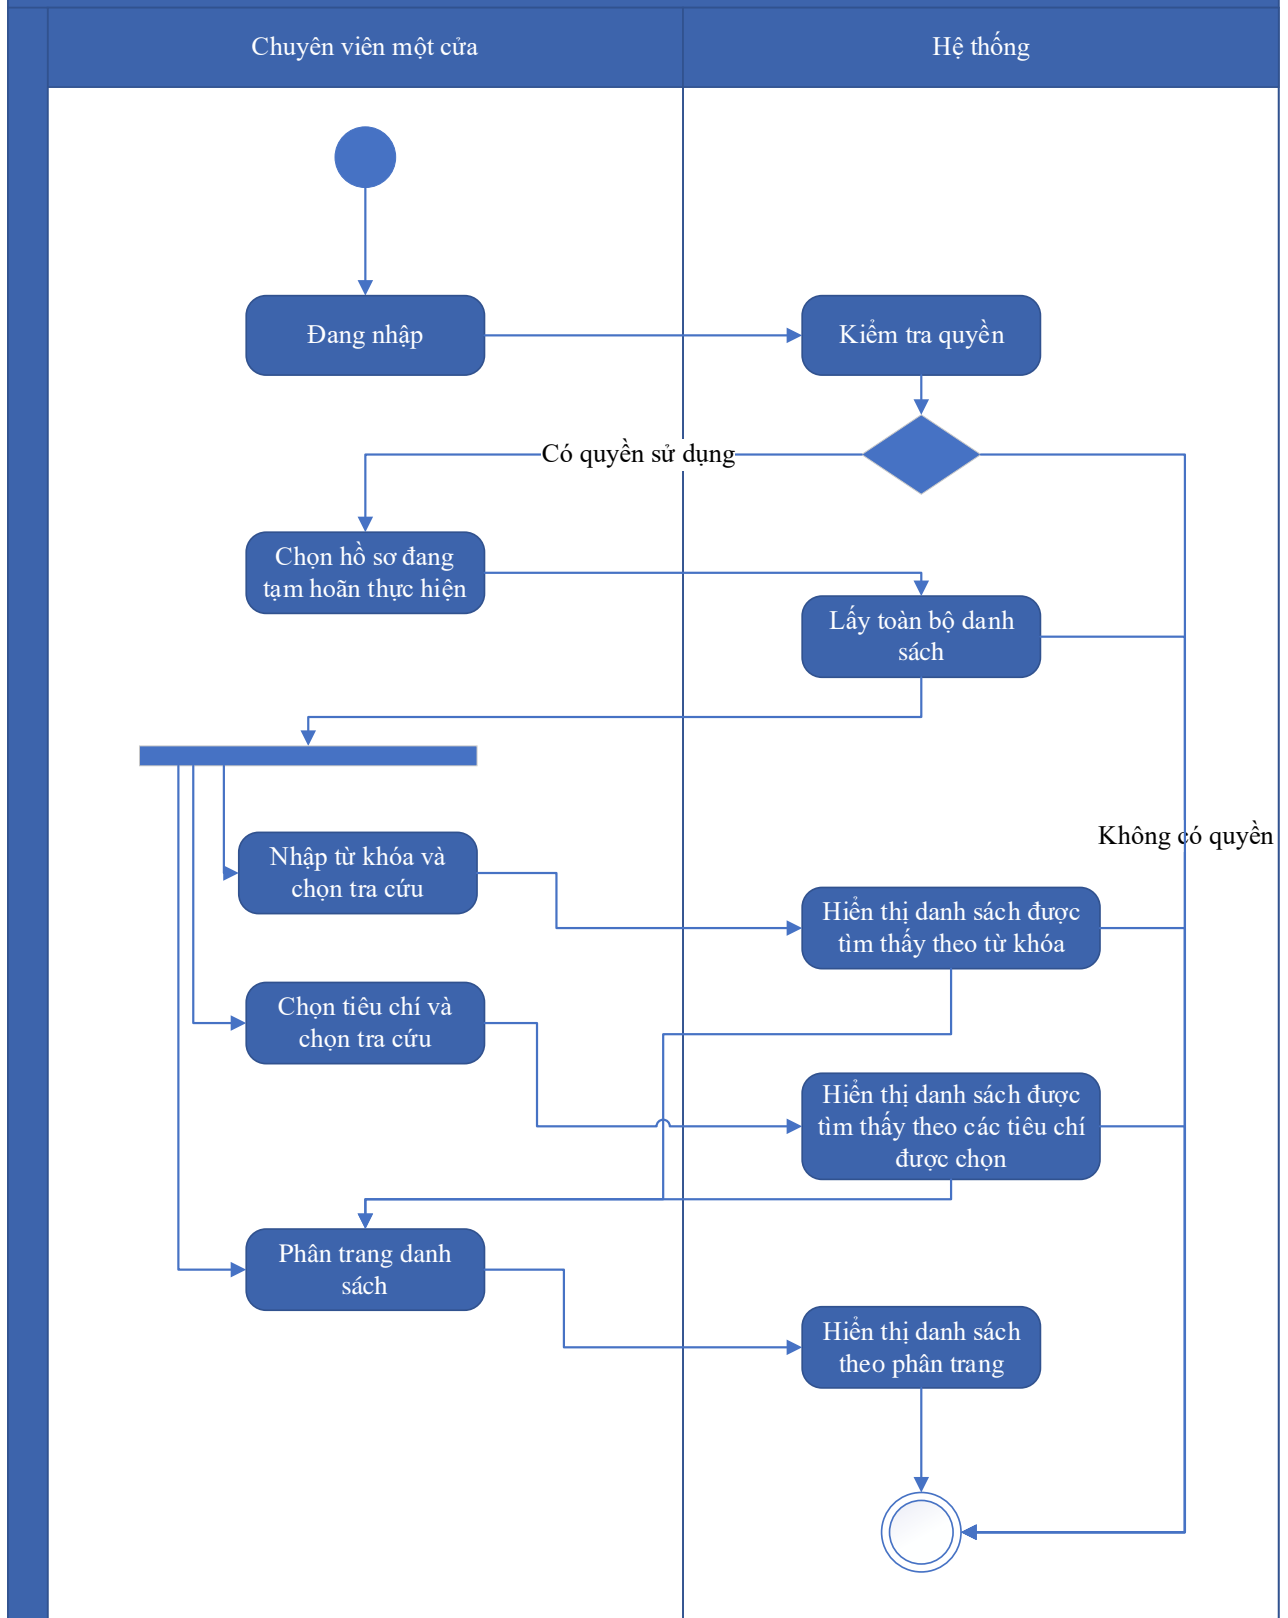 Chuyên viên một cửa
Hệ thống
Đang nhập
Kiểm tra quyền
Có quyền sử dụng
Chọn hồ sơ đang
tạm hoãn thực hiện
Lấy toàn bộ danh
sách
Không có quyền
Nhập từ khóa và
chọn tra cứu
Hiển thị danh sách được
tìm thấy theo từ khóa
Chọn tiêu chí và
chọn tra cứu
Hiển thị danh sách được
tìm thấy theo các tiêu chí
được chọn
Phân trang danh
sách
Hiển thị danh sách
theo phân trang